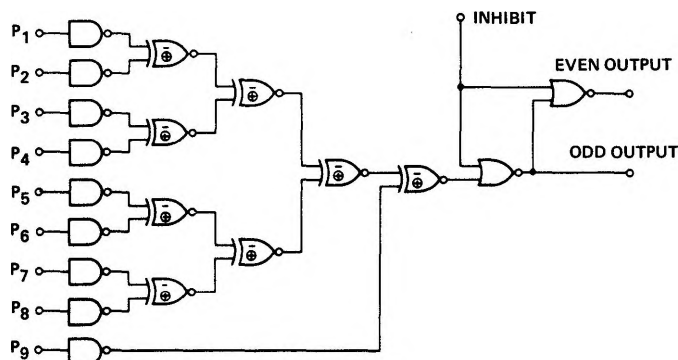 INHIBIT
P1
P2
EVEN OUTPUT
P3
P4
ODD OUTPUT
P5
P6
P7
P8
P9